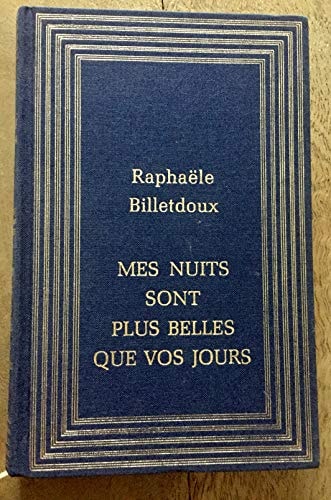 Raphaële
Billetdoux
MES NUITS
SONT
PLUS BELLES
QUE VOS JOURS